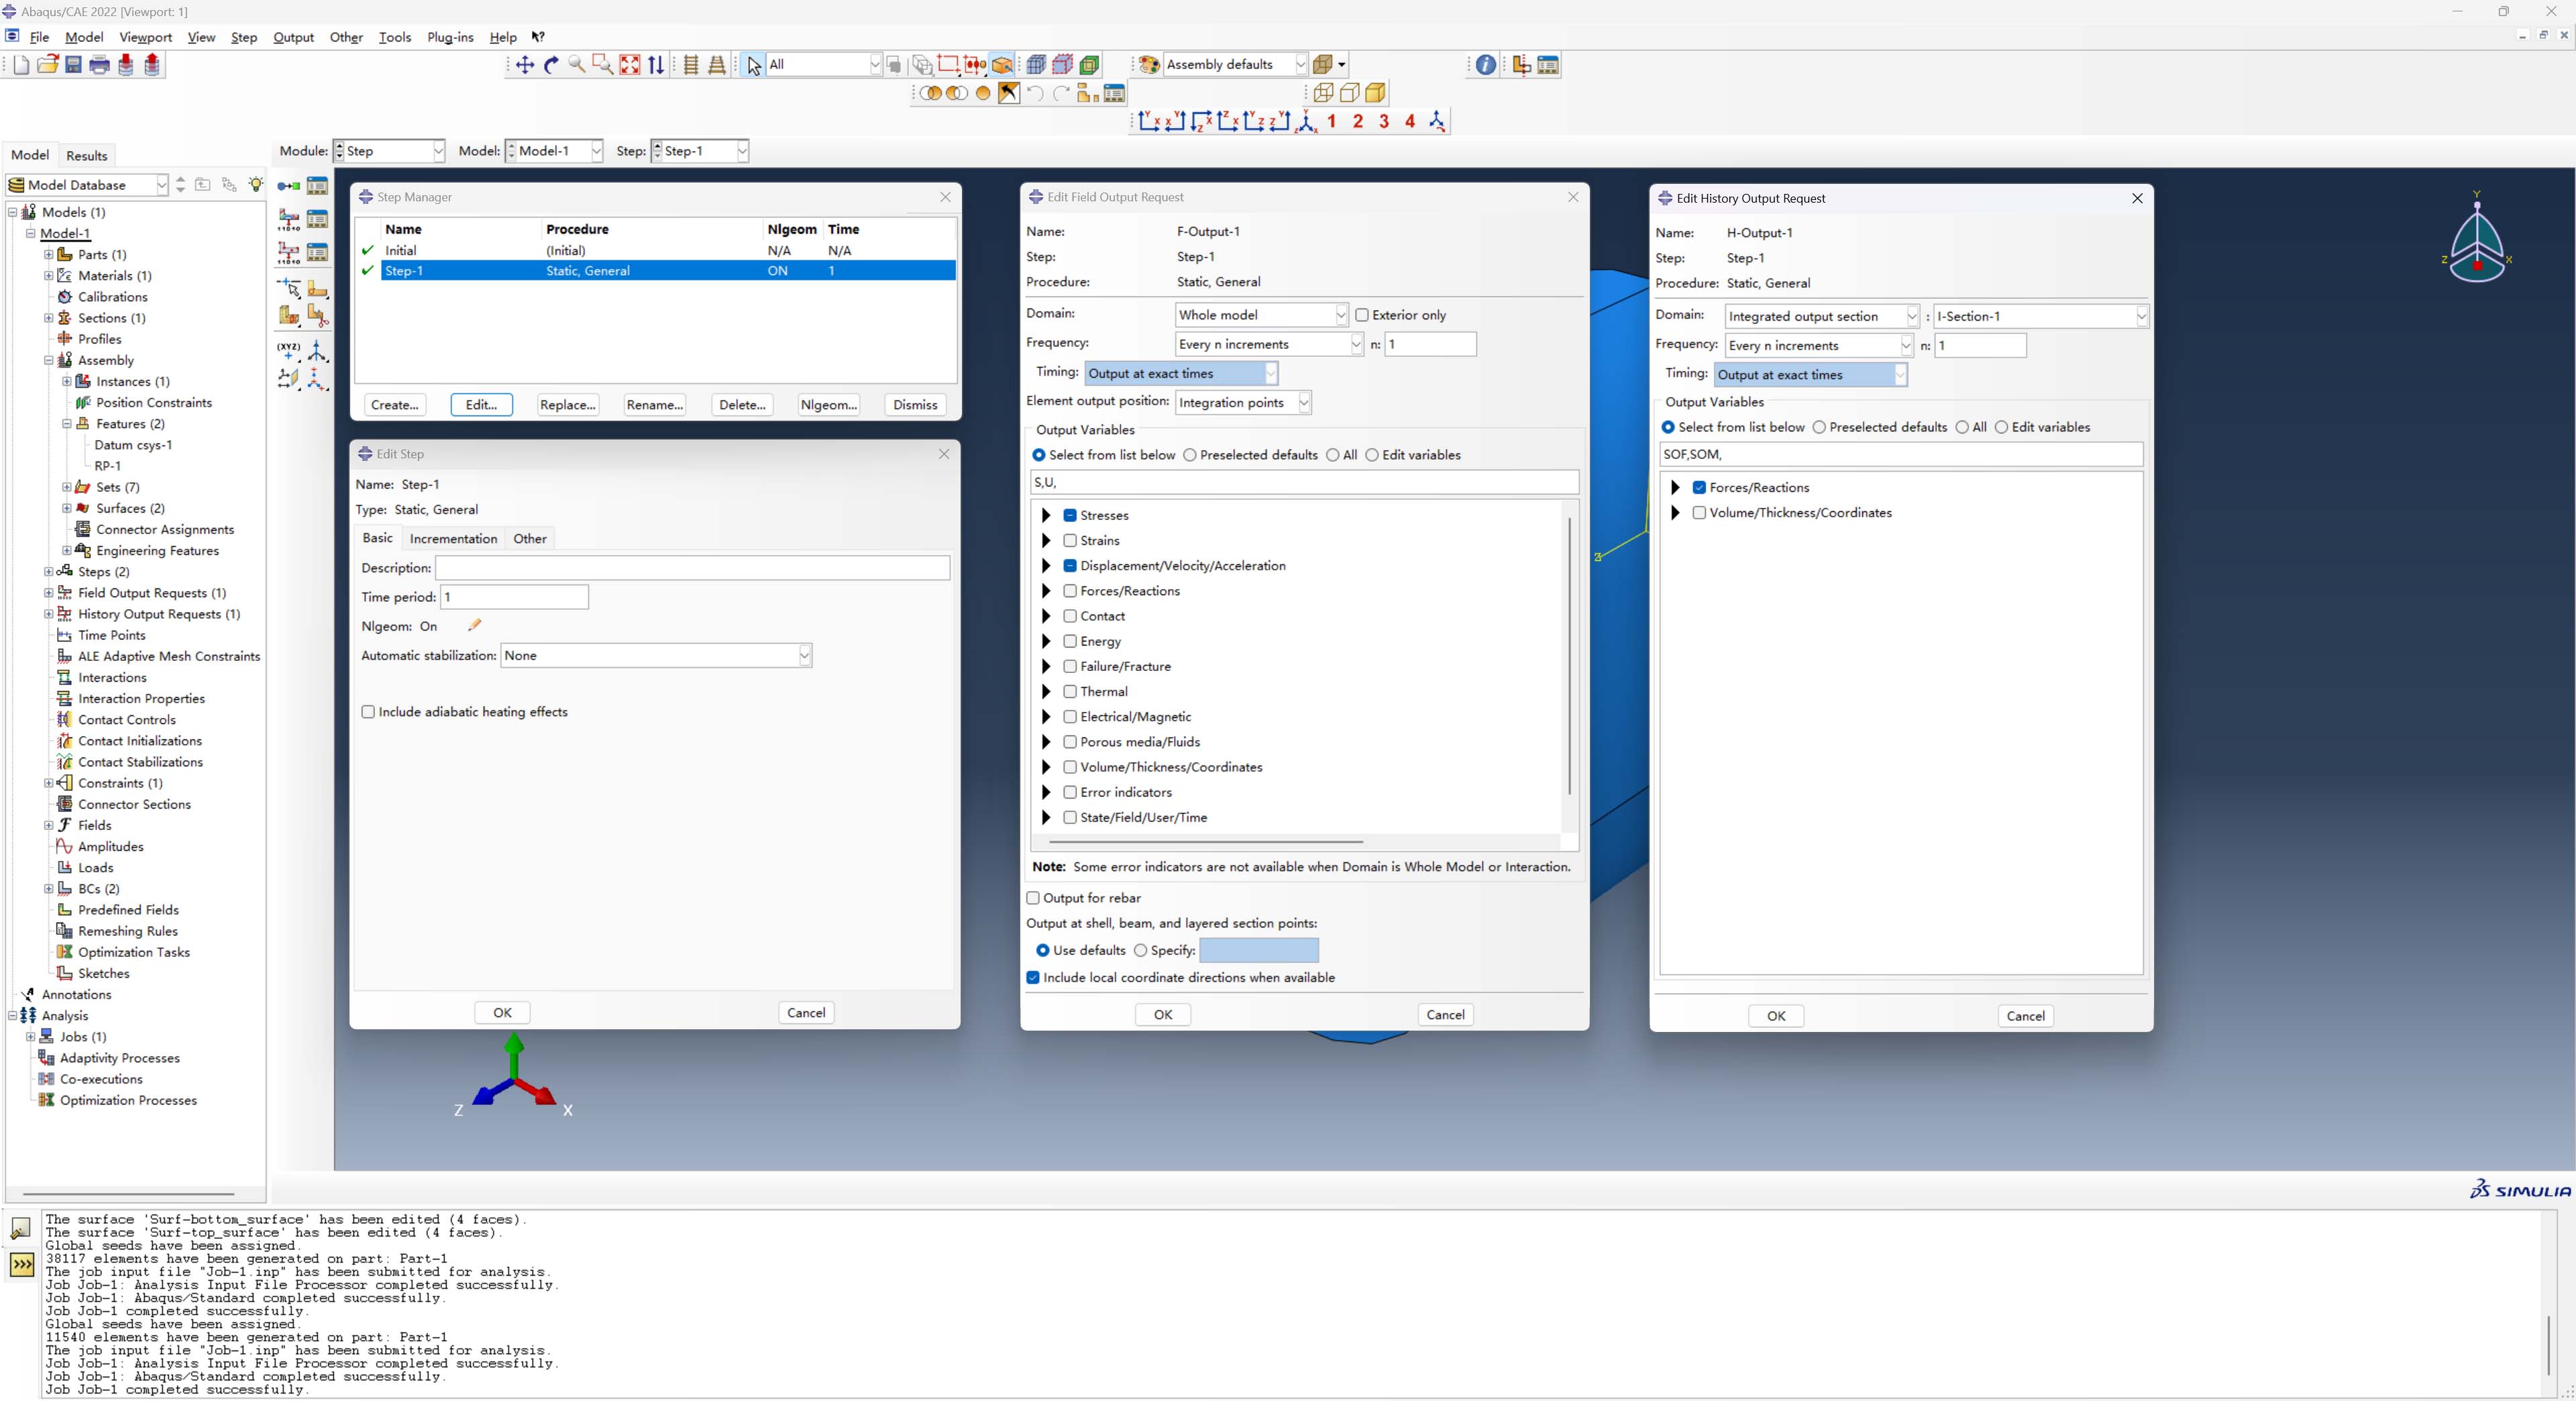 Abaqus/CAE 2022 [Viewport: 1]
File Model Viewport View Step Output Other Tools Plug-ins Help
All
Assembly defaults
1 2 3 4
Model Results
Module: Step Model: Model-1 Step: Step-1
Model Database
Models (1)
Model-1
Parts (1)
Materials (1)
Calibrations
Sections (1)
Profiles
Assembly
Instances (1)
Position Constraints
Features (2)
Datum csys-1
RP-1
Sets (7)
Surfaces (2)
Connector Assignments
Engineering Features
Steps (2)
Field Output Requests (1)
History Output Requests (1)
Time Points
ALE Adaptive Mesh Constraints
Interactions
Interaction Properties
Contact Controls
Contact Initializations
Contact Stabilizations
Constraints (1)
Connector Sections
Fields
Amplitudes
Loads
BCs (2)
Predefined Fields
Remeshing Rules
Optimization Tasks
Sketches
Annotations
Analysis
Jobs (1)
Adaptivity Processes
Co-executions
Optimization Processes
(XYZ)
Step Manager
Name Procedure Nlgeom Time
Initial (Initial) N/A N/A
Step-1 Static, General ON 1
Create... Edit... Replace... Rename... Delete... Nlgeom... Dismiss
Edit Step
Name: Step-1
Type: Static, General
Basic Incrementation Other
Description:
Time period: 1
Nlgeom: On
Automatic stabilization: None
Include adiabatic heating effects
OK Cancel
Z X
Edit Field Output Request
Name: F-Output-1
Step: Step-1
Procedure: Static, General
Domain: Whole model Exterior only
Frequency: Every n increments n: 1
Timing: Output at exact times
Element output position: Integration points
Output Variables
Select from list below Preselected defaults All Edit variables
S,U,
Stresses
Strains
Displacement/Velocity/Acceleration
Forces/Reactions
Contact
Energy
Failure/Fracture
Thermal
Electrical/Magnetic
Porous media/Fluids
Volume/Thickness/Coordinates
Error indicators
State/Field/User/Time
Note: Some error indicators are not available when Domain is Whole Model or Interaction.
Output for rebar
Output at shell, beam, and layered section points:
Use defaults Specify:
Include local coordinate directions when available
OK Cancel
Z
Edit History Output Request
Name: H-Output-1
Step: Step-1
Procedure: Static, General
Domain: Integrated output section : I-Section-1
Frequency: Every n increments n: 1
Timing: Output at exact times
Output Variables
Select from list below Preselected defaults All Edit variables
SOF,SOM,
Forces/Reactions
Volume/Thickness/Coordinates
OK Cancel
Y
Z X
SIMULIA
The surface 'Surf-bottom_surface' has been edited (4 faces).
The surface 'Surf-top_surface' has been edited (4 faces).
Global seeds have been assigned.
38117 elements have been generated on part: Part-1
The job input file "Job-1.inp" has been submitted for analysis.
Job Job-1: Analysis Input File Processor completed successfully.
Job Job-1: Abaqus/Standard completed successfully.
Job Job-1 completed successfully.
Global seeds have been assigned.
11540 elements have been generated on part: Part-1
The job input file "Job-1.inp" has been submitted for analysis.
Job Job-1: Analysis Input File Processor completed successfully.
Job Job-1: Abaqus/Standard completed successfully.
Job Job-1 completed successfully.